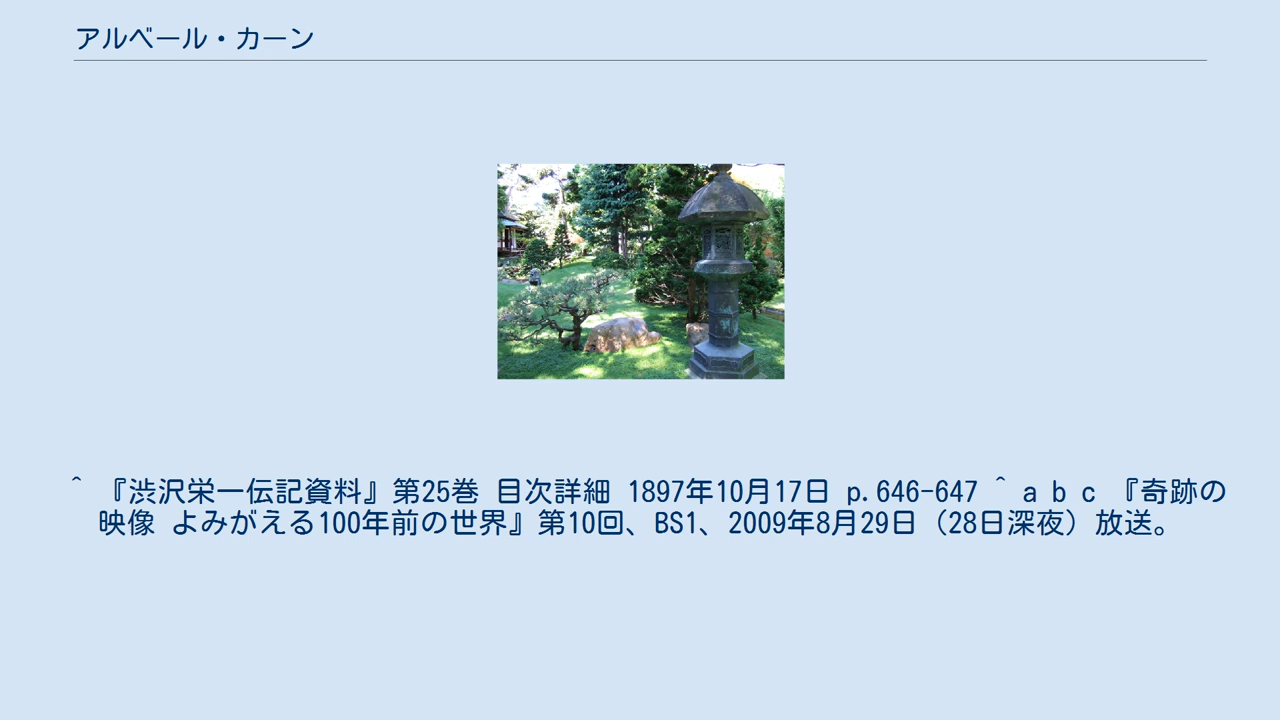 アルベール・カーン
^ 『渋沢栄一伝記資料』第25巻 目次詳細 1897年10月17日 p.646-647 ^ a b c 『奇跡の
映像 よみがえる100年前の世界』第10回、BS1、2009年8月29日（28日深夜）放送。